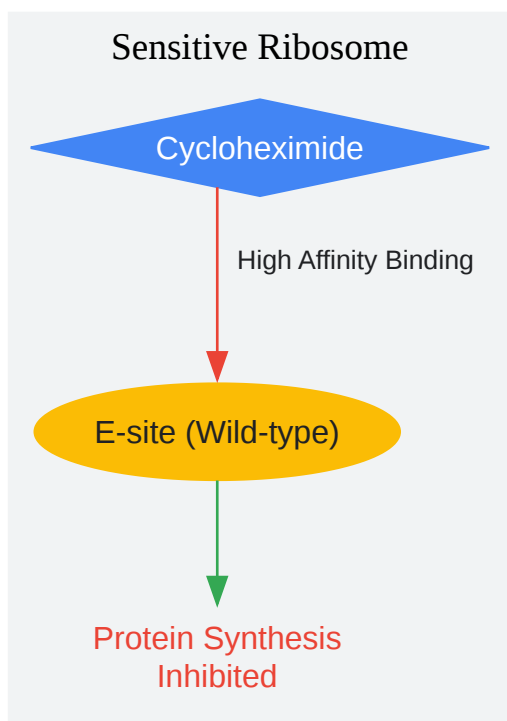 Sensitive Ribosome
Cycloheximide
High Affinity Binding
E-site (Wild-type)
Protein Synthesis
Inhibited